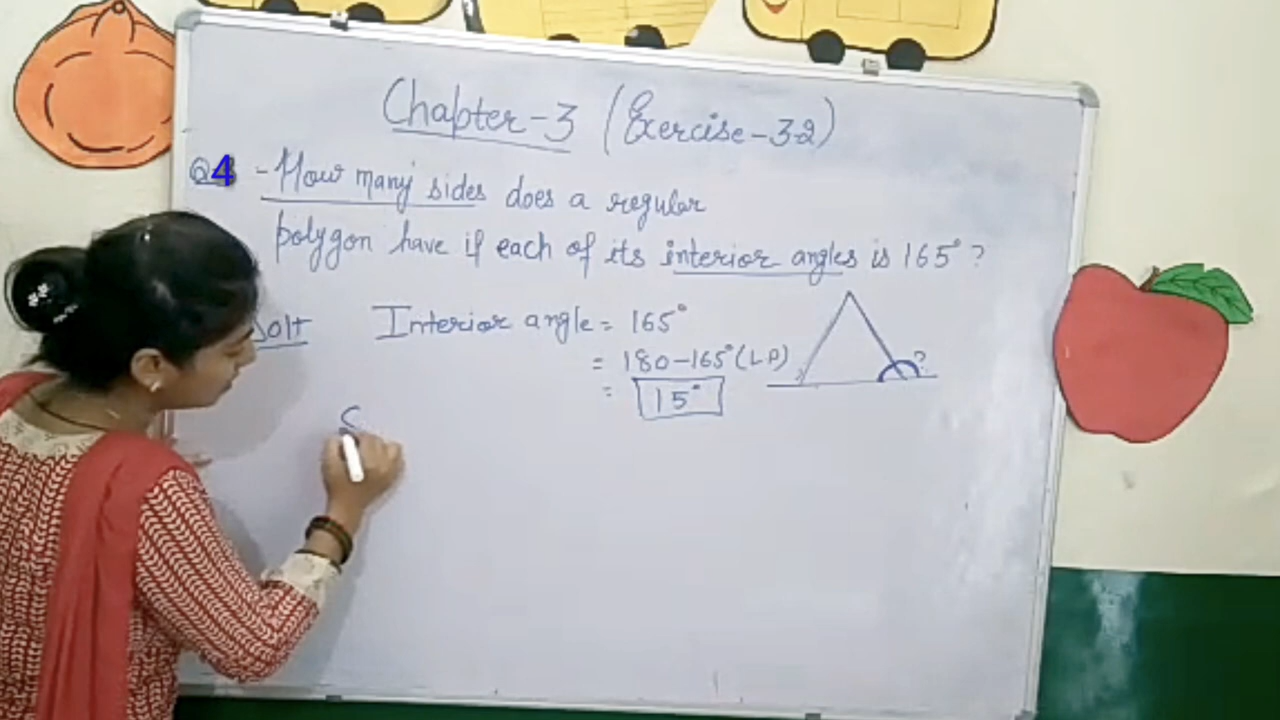 Chapter-3 (Exercise-3.2)
Q4 - How many sides does a regular
polygon have if each of its interior angles is 165° ?
Interior angle = 165°
= 180-165° (L.P)
= 15°
?
S